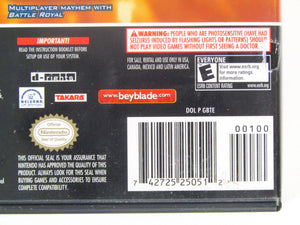 MULTIPLAYER MAYHEM WITH
BATTLE ROYAL
IMPORTANT!
READ THE INSTRUCTION BOOKLET BEFORE
SETUP OR USE OF YOUR SYSTEM.
WARNING: PEOPLE WHO ARE PHOTOSENSITIVE (HAVE HAD
SEIZURES INDUCED BY FLASHING LIGHTS OR PATTERNS) SHOULD
NOT PLAY VIDEO GAMES WITHOUT FIRST SEEING A DOCTOR.
FOR SALE, RENTAL AND USE ONLY IN USA,
CANADA, MEXICO AND LATIN AMERICA.
EVERYONE
E
Visit www.esrb.org
for more ratings
information.
ESRB CONTENT RATING
www.esrb.org
d-rights
NELVANA
TAKARA
www.beyblade.com
DOL P GBTE
Official
Nintendo
Seal
THIS OFFICIAL SEAL IS YOUR ASSURANCE THAT
NINTENDO HAS APPROVED THE QUALITY OF THIS
PRODUCT. ALWAYS LOOK FOR THIS SEAL WHEN
BUYING GAMES AND ACCESSORIES TO ENSURE
COMPLETE COMPATIBILITY.
00100
7 42725 25051 2